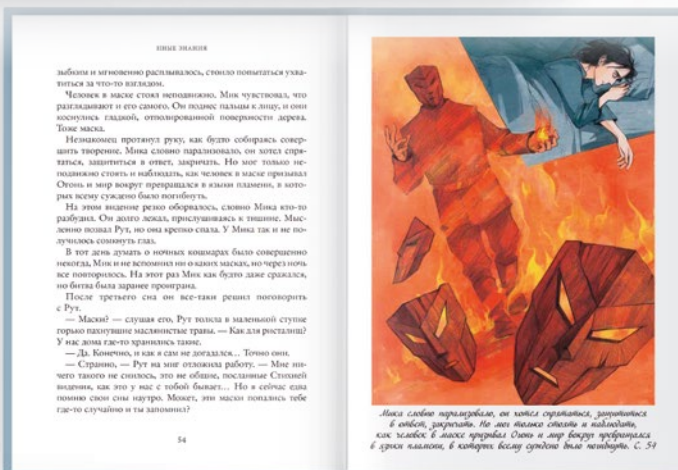 ИНЫЕ ЗНАНИЯ
зыбким и мгновенно расплывалось, стоило попытаться ухва-
титься за что-то взглядом.
Человек в маске стоял неподвижно, Мик чувствовал, что
разглядывают и его самого. Он поднес пальцы к лицу, и они
коснулись гладкой, отполированной поверхности дерева.
Тоже маска.
Незнакомец протянул руку, как будто собираясь совер-
шить творение. Мика словно парализовало, он хотел спря-
таться, защититься в ответ, закричать. Но мог только не-
подвижно стоять и наблюдать, как человек в маске призывал
Огонь и мир вокруг превращался в языки пламени, в кото-
рых всему суждено было погибнуть.
На этом видение резко оборвалось, словно Мика кто-то
разбудил. Он долго лежал, прислушиваясь к тишине. Мыс-
ленно позвал Рут, но она крепко спала. У Мика так и не по-
лучилось сомкнуть глаз.
В тот день думать о ночных кошмарах было совершенно
некогда, Мик и не вспомнил ни о каких масках, но через ночь
все повторилось. На этот раз Мик как будто даже сражался,
но битва была заранее проиграна.
После третьего сна он все-таки решил поговорить
с Рут.
— Маски? — слушая его, Рут толкла в маленькой ступке
горько пахнувшие маслянистые травы. — Как для ристалищ?
У нас дома где-то хранились такие.
— Да. Конечно, и как я сам не догадался... Точно они.
— Странно, — Рут на миг отложила работу. — Мне ни-
чего такого не снилось, это не общие, посланные Стихией
видения, как это у нас с тобой бывает... Но я сейчас едва
помню свои сны наутро. Может, эти маски попались тебе
где-то случайно и ты запомнил?
54
Мика словно парализовало, он хотел спрятаться, защититься
в ответ, закричать. Но мог только стоять и наблюдать,
как человек в маске призывал Огонь и мир вокруг превращался
в языки пламени, в которых всему суждено было погибнуть. С. 54